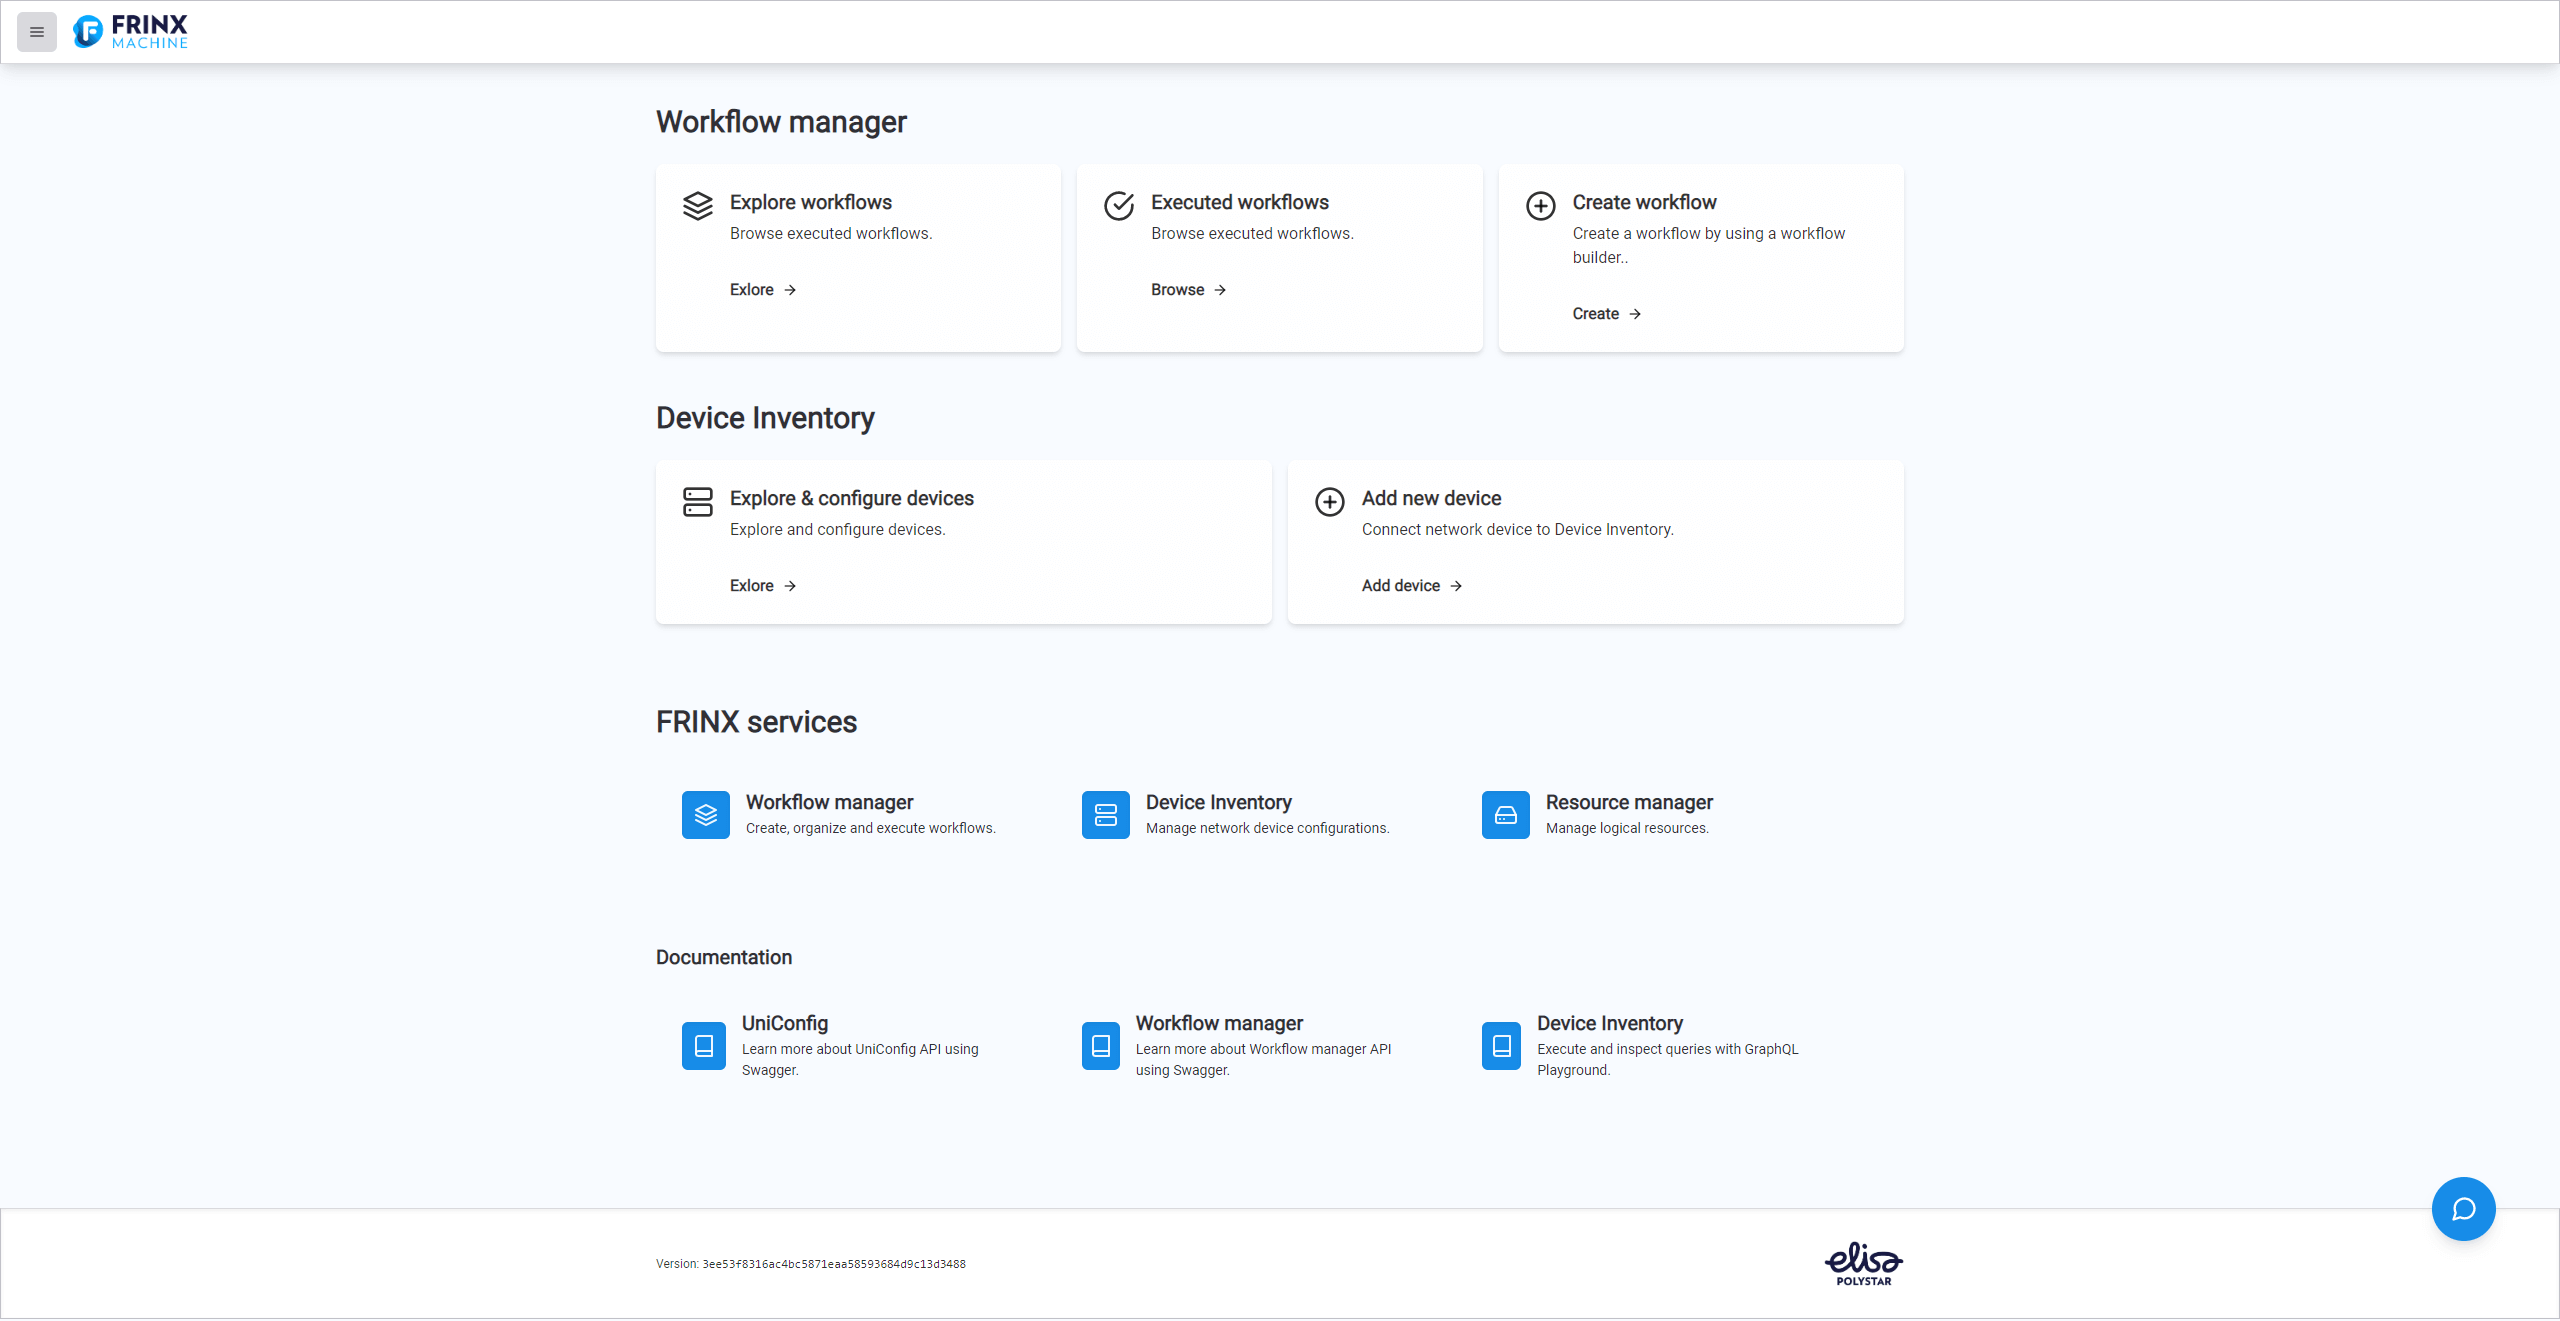 FRINX
MACHINE
Workflow manager
Explore workflows
Browse executed workflows.
Exlore
Executed workflows
Browse executed workflows.
Browse
Create workflow
Create a workflow by using a workflow
builder..
Create
Device Inventory
Explore & configure devices
Explore and configure devices.
Exlore
Add new device
Connect network device to Device Inventory.
Add device
FRINX services
Workflow manager
Create, organize and execute workflows.
Device Inventory
Manage network device configurations.
Resource manager
Manage logical resources.
Documentation
UniConfig
Learn more about UniConfig API using
Swagger.
Workflow manager
Learn more about Workflow manager API
using Swagger.
Device Inventory
Execute and inspect queries with GraphQL
Playground.
Version: 3ee53f8316ac4bc5871eaa58593684d9c13d3488
elisa
POLYSTAR